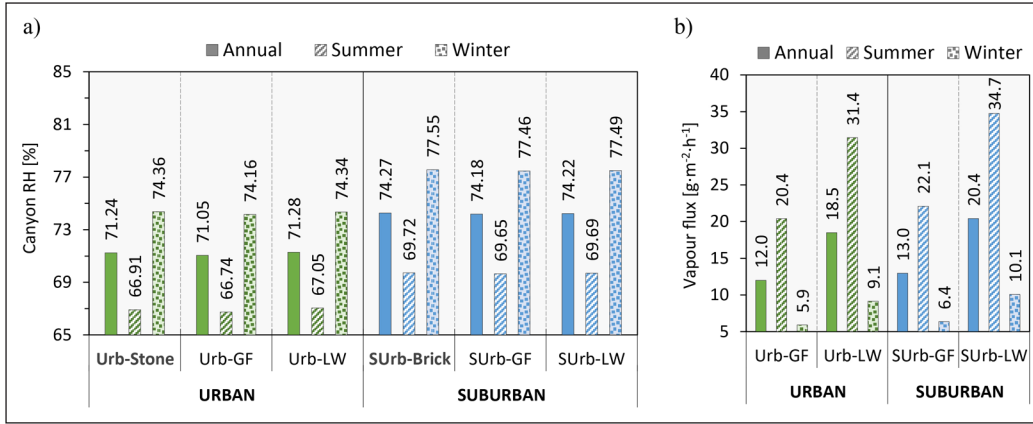 a)
Annual Summer Winter
Canyon RH [%]
85
81
77
73
69
65
71.24 66.91 74.36 71.05 66.74 74.16 71.28 67.05 74.34 74.27 69.72 77.55 74.18 69.65 77.46 74.22 69.69 77.49
Urb-Stone Urb-GF Urb-LW SUrb-Brick SUrb-GF SUrb-LW
URBAN SUBURBAN
b)
Annual Summer Winter
Vapour flux [g·m⁻²·h⁻¹]
40
35
30
25
20
15
10
5
12.0 20.4 5.9 18.5 31.4 9.1 13.0 22.1 6.4 20.4 34.7 10.1
Urb-GF Urb-LW SUrb-GF SUrb-LW
URBAN SUBURBAN